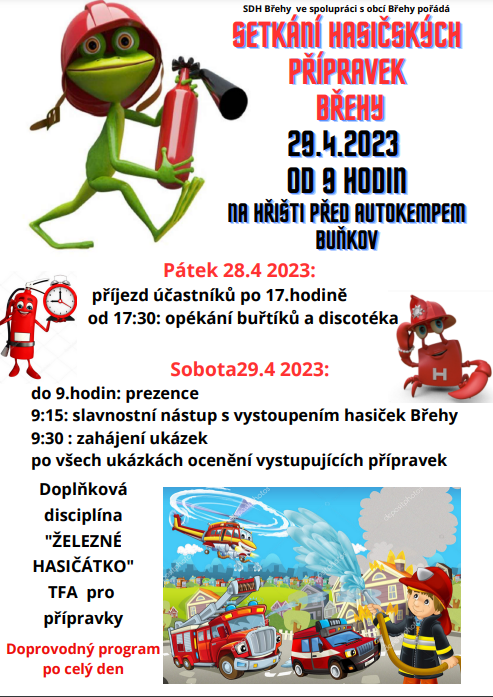 SDH Břehy ve spolupráci s obcí Břehy pořádá
SETKÁNÍ HASIČSKÝCH
PŘÍPRAVEK
BŘEHY
29.4.2023
OD 9 HODIN
NA HŘIŠTI PŘED AUTOKEMPEM
BUŇKOV
Pátek 28.4 2023:
příjezd účastníků po 17.hodině
od 17:30: opékání buřtíků a discotéka
H
Sobota29.4 2023:
do 9.hodin: prezence
9:15: slavnostní nástup s vystoupením hasiček Břehy
9:30 : zahájení ukázek
po všech ukázkách ocenění vystupujících přípravek
Doplňková
disciplína
"ŽELEZNÉ
HASIČÁTKO"
TFA pro
přípravky
Doprovodný program
po celý den